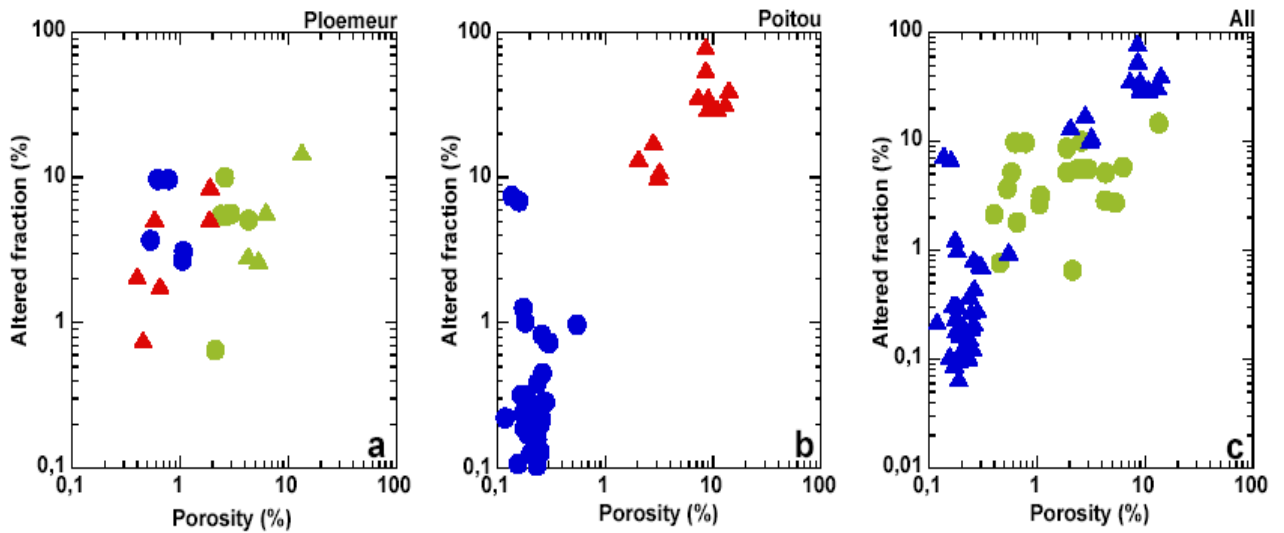 Ploemeur
100
10
1
0,1
Altered fraction (%)
0,1
1
10
100
Porosity (%)
a
Poitou
100
10
1
0,1
Altered fraction (%)
0,1
1
10
100
Porosity (%)
b
All
100
10
1
0,1
0,01
Altered fraction (%)
0,1
1
10
100
Porosity (%)
c